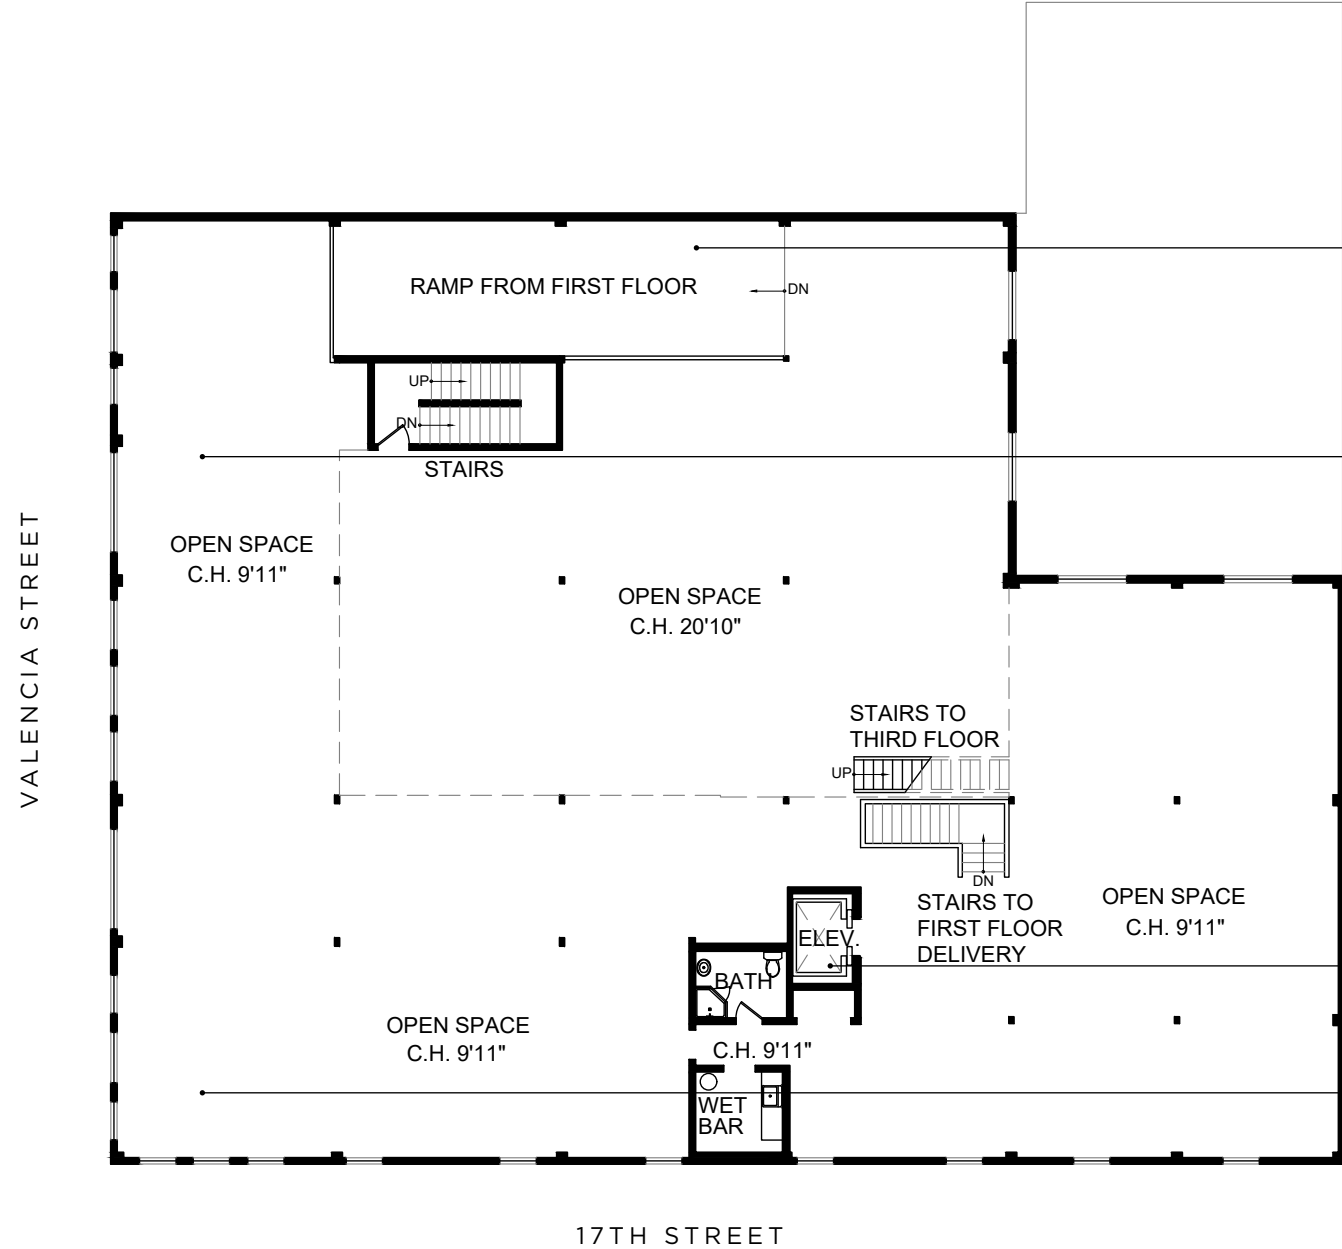 RAMP FROM FIRST FLOOR
DN
UP
DN
STAIRS
VALENCIA STREET
OPEN SPACE
C.H. 9'11"
OPEN SPACE
C.H. 20'10"
STAIRS TO
THIRD FLOOR
UP
DN
STAIRS TO
FIRST FLOOR
DELIVERY
OPEN SPACE
C.H. 9'11"
ELEV.
BATH
OPEN SPACE
C.H. 9'11"
C.H. 9'11"
WET
BAR
17TH STREET